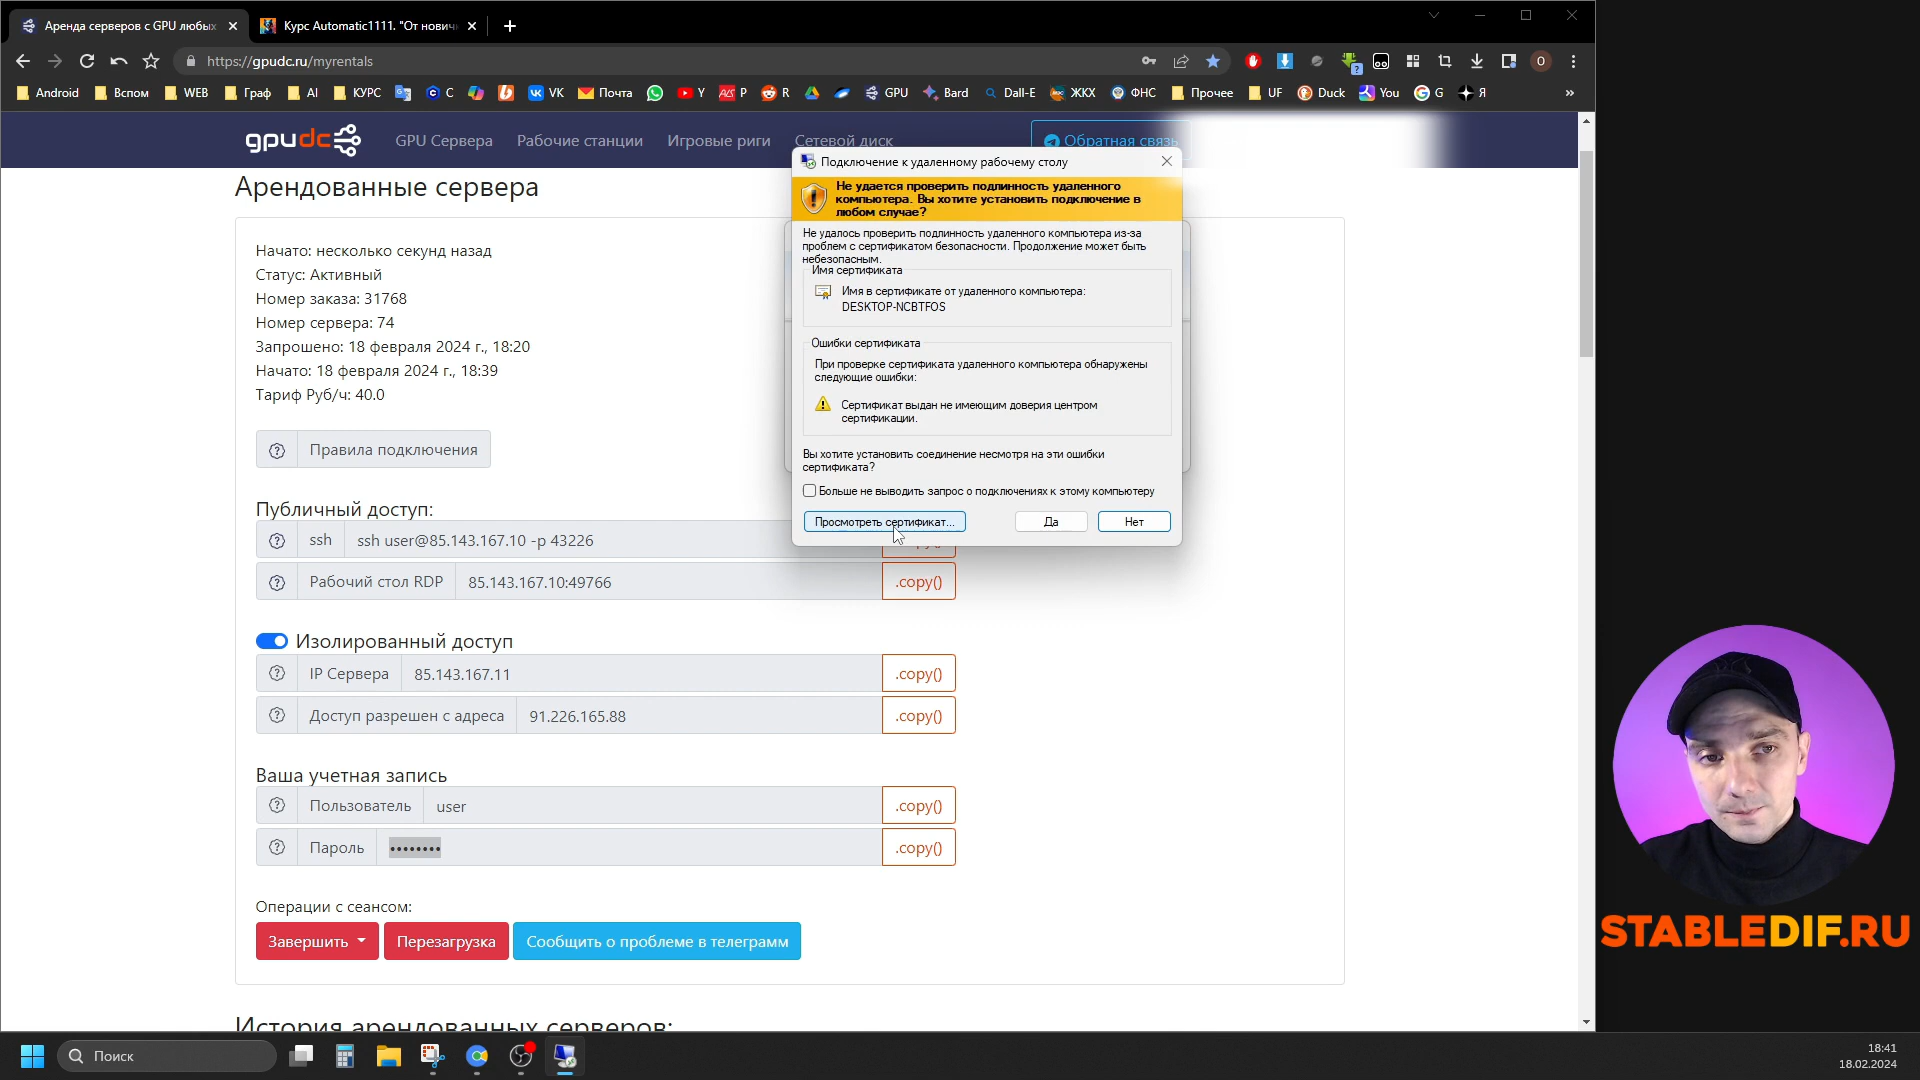 Аренда серверов с GPU любых
Курс Automatic1111. "От нович
https://gpudc.ru/myrentals
Android
Вспом
WEB
Граф
AI
КУРС
C
VK
Почта
Y
P
R
GPU
Bard
Dall-E
ЖКХ
ФНС
Прочее
UF
Duck
You
G
Я
gpudc
GPU Сервера
Рабочие станции
Игровые риги
Сетевой диск
Обратная связь
Арендованные сервера
Начато: несколько секунд назад
Статус: Активный
Номер заказа: 31768
Номер сервера: 74
Запрошено: 18 февраля 2024 г., 18:20
Начато: 18 февраля 2024 г., 18:39
Тариф Руб/ч: 40.0
Правила подключения
Публичный доступ:
ssh
ssh user@85.143.167.10 -p 43226
Рабочий стол RDP
85.143.167.10:49766
.copy()
Изолированный доступ
IP Сервера
85.143.167.11
.copy()
Доступ разрешен с адреса
91.226.165.88
.copy()
Ваша учетная запись
Пользователь
user
.copy()
Пароль
••••••••
.copy()
Операции с сеансом:
Завершить
Перезагрузка
Сообщить о проблеме в телеграмм
История арендованных серверов:
Подключение к удаленному рабочему столу
Не удается проверить подлинность удаленного
компьютера. Вы хотите установить подключение в
любом случае?
Не удалось проверить подлинность удаленного компьютера из-за
проблем с сертификатом безопасности. Продолжение может быть
небезопасным.
Имя сертификата
Имя в сертификате от удаленного компьютера:
DESKTOP-NCBTFOS
Ошибки сертификата
При проверке сертификата удаленного компьютера обнаружены
следующие ошибки:
Сертификат выдан не имеющим доверия центром
сертификации.
Вы хотите установить соединение несмотря на эти ошибки
сертификата?
Больше не выводить запрос о подключениях к этому компьютеру
Просмотреть сертификат...
Да
Нет
STABLEDIF.RU
Поиск
18:41
18.02.2024